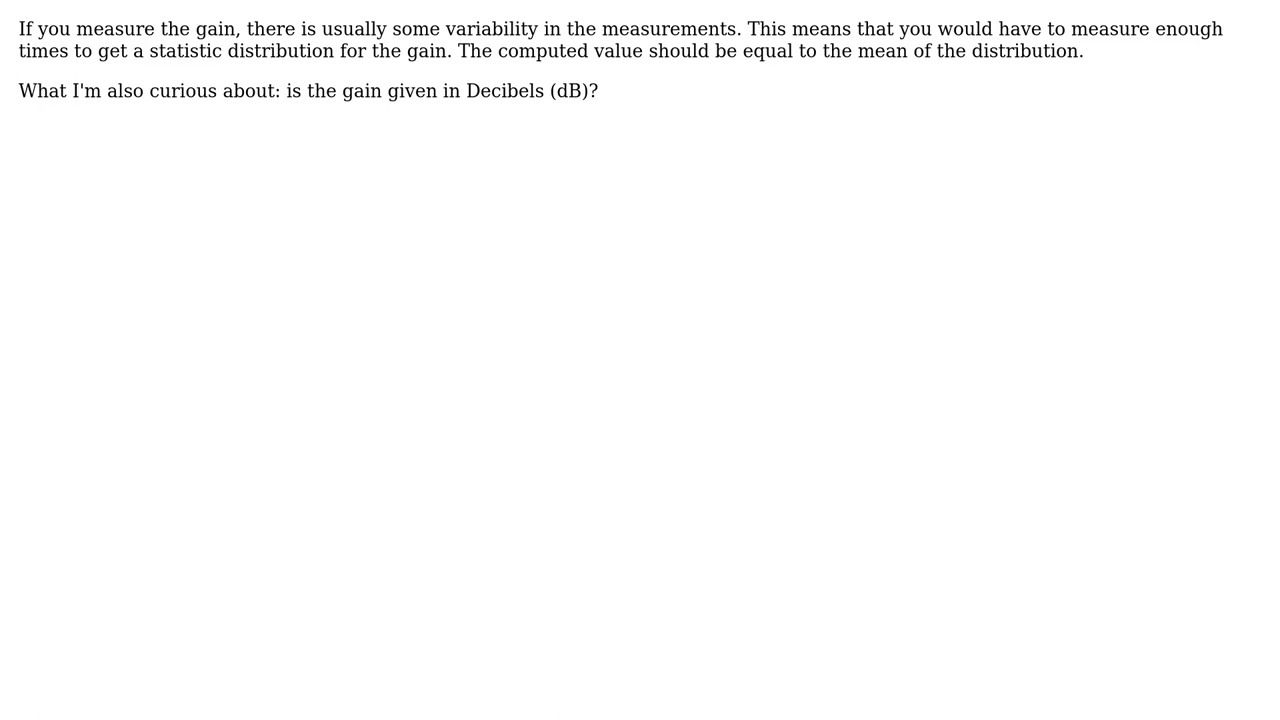 If you measure the gain, there is usually some variability in the measurements. This means that you would have to measure enough
times to get a statistic distribution for the gain. The computed value should be equal to the mean of the distribution.
What I'm also curious about: is the gain given in Decibels (dB)?